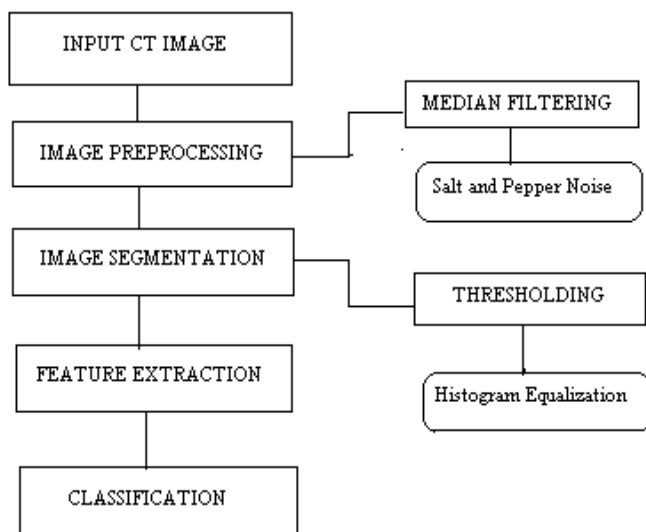 INPUT CT IMAGE
MEDIAN FILTERING
IMAGE PREPROCESSING
Salt and Pepper Noise
IMAGE SEGMENTATION
THRESHOLDING
FEATURE EXTRACTION
Histogram Equalization
CLASSIFICATION